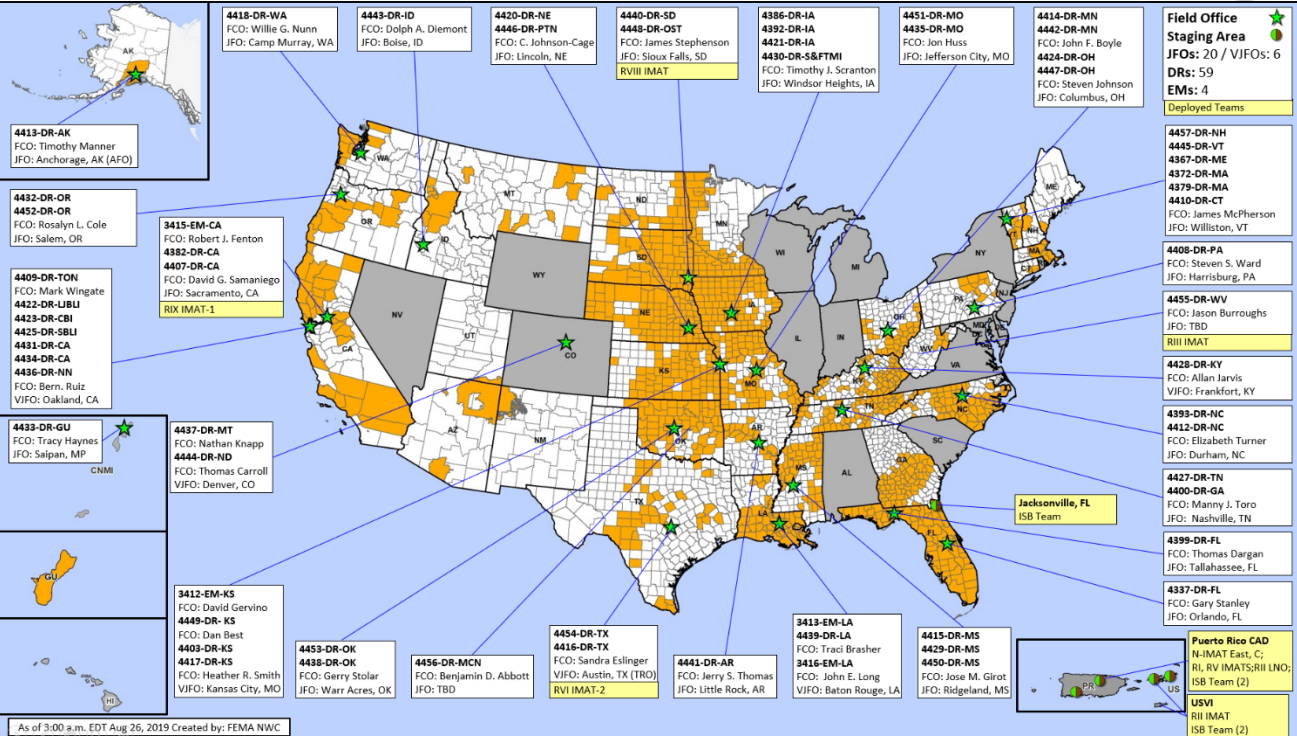 4418-DR-WA
FCO: Willie G. Nunn
JFO: Camp Murray, WA
4443-DR-ID
FCO: Dolph A. Diemont
JFO: Boise, ID
4420-DR-NE
4446-DR-PTN
FCO: C. Johnson-Cage
JFO: Lincoln, NE
4440-DR-SD
4448-DR-OST
FCO: James Stephenson
JFO: Sioux Falls, SD
RVIII IMAT
4386-DR-IA
4392-DR-IA
4421-DR-IA
4430-DR-S&FTMI
FCO: Timothy J. Scranton
JFO: Windsor Heights, IA
4451-DR-MO
4435-DR-MO
FCO: Jon Huss
JFO: Jefferson City, MO
4414-DR-MN
4442-DR-MN
FCO: John F. Boyle
4424-DR-OH
4447-DR-OH
FCO: Steven Johnson
JFO: Columbus, OH
Field Office
Staging Area
JFOs: 20 / VJFOs: 6
DRs: 59
EMs: 4
Deployed Teams
AK
4413-DR-AK
FCO: Timothy Manner
JFO: Anchorage, AK (AFO)
4457-DR-NH
4445-DR-VT
4367-DR-ME
4372-DR-MA
4379-DR-MA
4410-DR-CT
FCO: James McPherson
JFO: Williston, VT
4432-DR-OR
4452-DR-OR
FCO: Rosalyn L. Cole
JFO: Salem, OR
3415-EM-CA
FCO: Robert J. Fenton
4382-DR-CA
4407-DR-CA
FCO: David G. Samaniego
JFO: Sacramento, CA
RIX IMAT-1
4408-DR-PA
FCO: Steven S. Ward
JFO: Harrisburg, PA
4409-DR-TON
FCO: Mark Wingate
4422-DR-LJBLI
4423-DR-CBI
4425-DR-SBLI
4431-DR-CA
4434-DR-CA
4436-DR-NN
FCO: Bern. Ruiz
VJFO: Oakland, CA
4455-DR-WV
FCO: Jason Burroughs
JFO: TBD
RIII IMAT
4428-DR-KY
FCO: Allan Jarvis
VJFO: Frankfort, KY
4393-DR-NC
4412-DR-NC
FCO: Elizabeth Turner
JFO: Durham, NC
4433-DR-GU
FCO: Tracy Haynes
JFO: Saipan, MP
CNMI
4437-DR-MT
FCO: Nathan Knapp
4444-DR-ND
FCO: Thomas Carroll
VJFO: Denver, CO
4427-DR-TN
4400-DR-GA
FCO: Manny J. Toro
JFO: Nashville, TN
Jacksonville, FL
ISB Team
4399-DR-FL
FCO: Thomas Dargan
JFO: Tallahassee, FL
4337-DR-FL
FCO: Gary Stanley
JFO: Orlando, FL
WA
MT
ND
MN
ME
OR
ID
SD
WI
MI
NY
VT
NH
MA
CT
RI
WY
NE
IA
PA
NJ
NV
UT
CO
KS
MO
IL
IN
OH
WV
MD
DE
VA
CA
KY
NC
TN
AZ
NM
OK
AR
SC
MS
AL
GA
TX
LA
FL
GU
HI
3412-EM-KS
FCO: David Gervino
4449-DR- KS
FCO: Dan Best
4403-DR-KS
4417-DR-KS
FCO: Heather R. Smith
VJFO: Kansas City, MO
4453-DR-OK
4438-DR-OK
FCO: Gerry Stolar
JFO: Warr Acres, OK
4456-DR-MCN
FCO: Benjamin D. Abbott
JFO: TBD
4454-DR-TX
4416-DR-TX
FCO: Sandra Eslinger
VJFO: Austin, TX (TRO)
RVI IMAT-2
4441-DR-AR
FCO: Jerry S. Thomas
JFO: Little Rock, AR
3413-EM-LA
4439-DR-LA
FCO: Traci Brasher
3416-EM-LA
FCO: John E. Long
VJFO: Baton Rouge, LA
4415-DR-MS
4429-DR-MS
4450-DR-MS
FCO: Jose M. Girot
JFO: Ridgeland, MS
PR
US
Puerto Rico CAD
N-IMAT East, C;
RI, RV IMATS;RII LNO;
ISB Team (2)
USVI
RII IMAT
ISB Team (2)
As of 3:00 a.m. EDT Aug 26, 2019 Created by: FEMA NWC